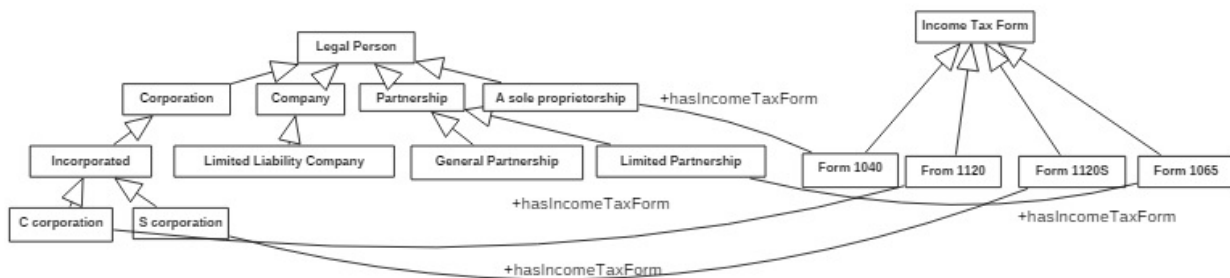 Income Tax Form
Legal Person
Corporation
Company
Partnership
A sole proprietorship
+hasIncomeTaxForm
Incorporated
Limited Liability Company
General Partnership
Limited Partnership
Form 1040
From 1120
Form 1120S
Form 1065
C corporation
S corporation
+hasIncomeTaxForm
+hasIncomeTaxForm
+hasIncomeTaxForm